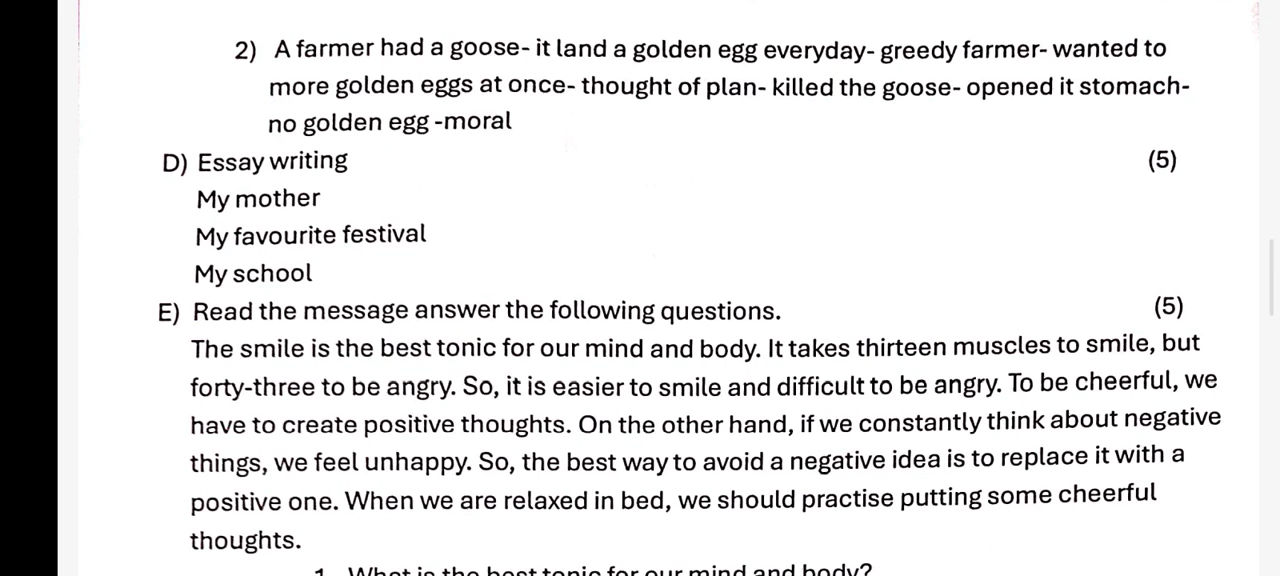 2) A farmer had a goose- it land a golden egg everyday- greedy farmer- wanted to
more golden eggs at once- thought of plan- killed the goose- opened it stomach-
no golden egg -moral
D) Essay writing (5)
My mother
My favourite festival
My school
E) Read the message answer the following questions. (5)
The smile is the best tonic for our mind and body. It takes thirteen muscles to smile, but
forty-three to be angry. So, it is easier to smile and difficult to be angry. To be cheerful, we
have to create positive thoughts. On the other hand, if we constantly think about negative
things, we feel unhappy. So, the best way to avoid a negative idea is to replace it with a
positive one. When we are relaxed in bed, we should practise putting some cheerful
thoughts.
1. What is the best tonic for our mind and body?